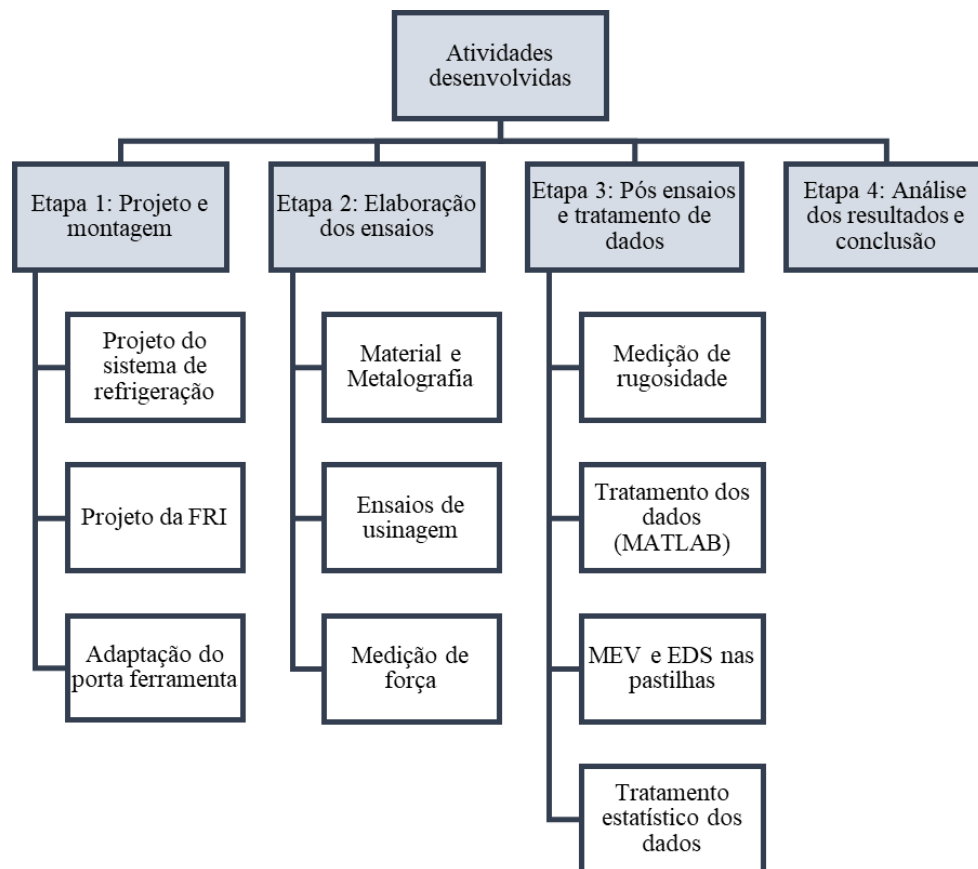 Atividades
desenvolvidas
Etapa 1: Projeto e
montagem
Etapa 2: Elaboração
dos ensaios
Etapa 3: Pós ensaios
e tratamento de
dados
Etapa 4: Análise
dos resultados e
conclusão
Projeto do
sistema de
refrigeração
Projeto da FRI
Adaptação do
porta ferramenta
Material e
Metalografia
Ensaios de
usinagem
Medição de
força
Medição de
rugosidade
Tratamento dos
dados
(MATLAB)
MEV e EDS nas
pastilhas
Tratamento
estatístico dos
dados